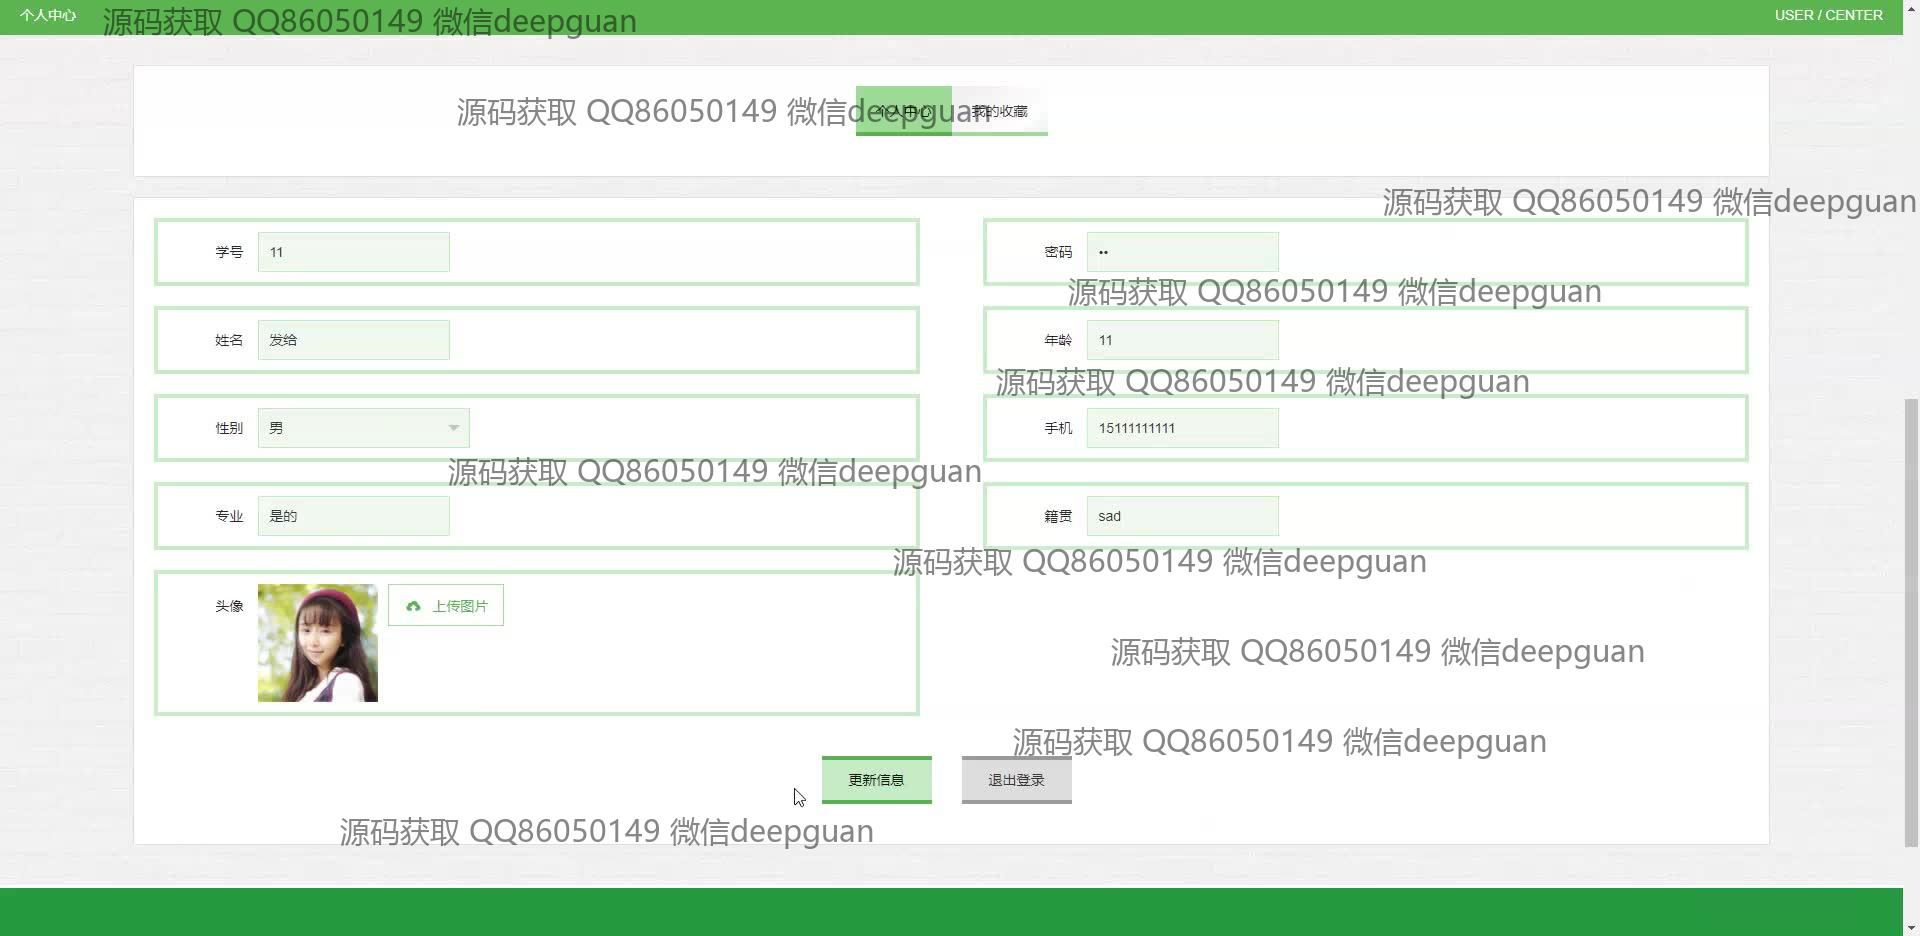 个人中心
USER / CENTER
源码获取 QQ86050149 微信deepguan
个人中心
我的收藏
源码获取 QQ86050149 微信deepguan
源码获取 QQ86050149 微信deepguan
学号 11
密码 ••
源码获取 QQ86050149 微信deepguan
姓名 发给
年龄 11
源码获取 QQ86050149 微信deepguan
性别 男
手机 15111111111
源码获取 QQ86050149 微信deepguan
专业 是的
籍贯 sad
源码获取 QQ86050149 微信deepguan
头像
上传图片
源码获取 QQ86050149 微信deepguan
源码获取 QQ86050149 微信deepguan
更新信息
退出登录
源码获取 QQ86050149 微信deepguan